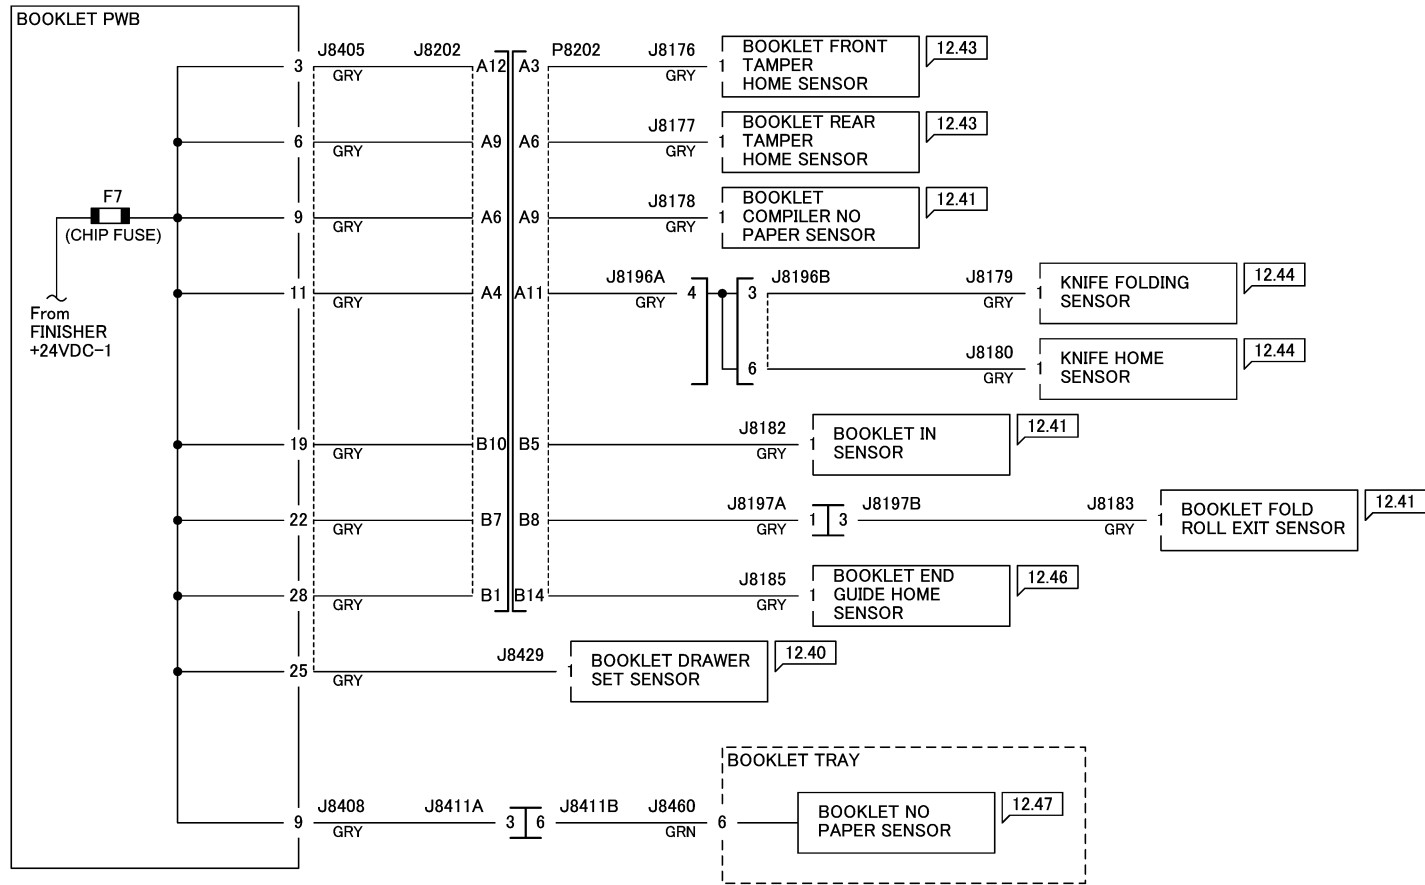 BOOKLET PWB
J8405
J8202
P8202
J8176
BOOKLET FRONT
TAMPER
HOME SENSOR
12.43
3
GRY
A12
A3
GRY
1
J8177
BOOKLET REAR
TAMPER
HOME SENSOR
12.43
6
GRY
A9
A6
GRY
1
F7
(CHIP FUSE)
J8178
BOOKLET
COMPILER NO
PAPER SENSOR
12.41
9
GRY
A6
A9
GRY
1
From
FINISHER
+24VDC-1
11
GRY
A4
A11
J8196A
GRY
4
3
J8196B
J8179
GRY
1
KNIFE FOLDING
SENSOR
12.44
6
J8180
GRY
1
KNIFE HOME
SENSOR
12.44
19
GRY
B10
B5
J8182
GRY
1
BOOKLET IN
SENSOR
12.41
22
GRY
B7
B8
J8197A
GRY
1
3
J8197B
J8183
GRY
1
BOOKLET FOLD
ROLL EXIT SENSOR
12.41
28
GRY
B1
B14
J8185
GRY
1
BOOKLET END
GUIDE HOME
SENSOR
12.46
25
GRY
J8429
1
BOOKLET DRAWER
SET SENSOR
12.40
BOOKLET TRAY
9
J8408
GRY
J8411A
3
6
J8411B
J8460
GRN
6
BOOKLET NO
PAPER SENSOR
12.47